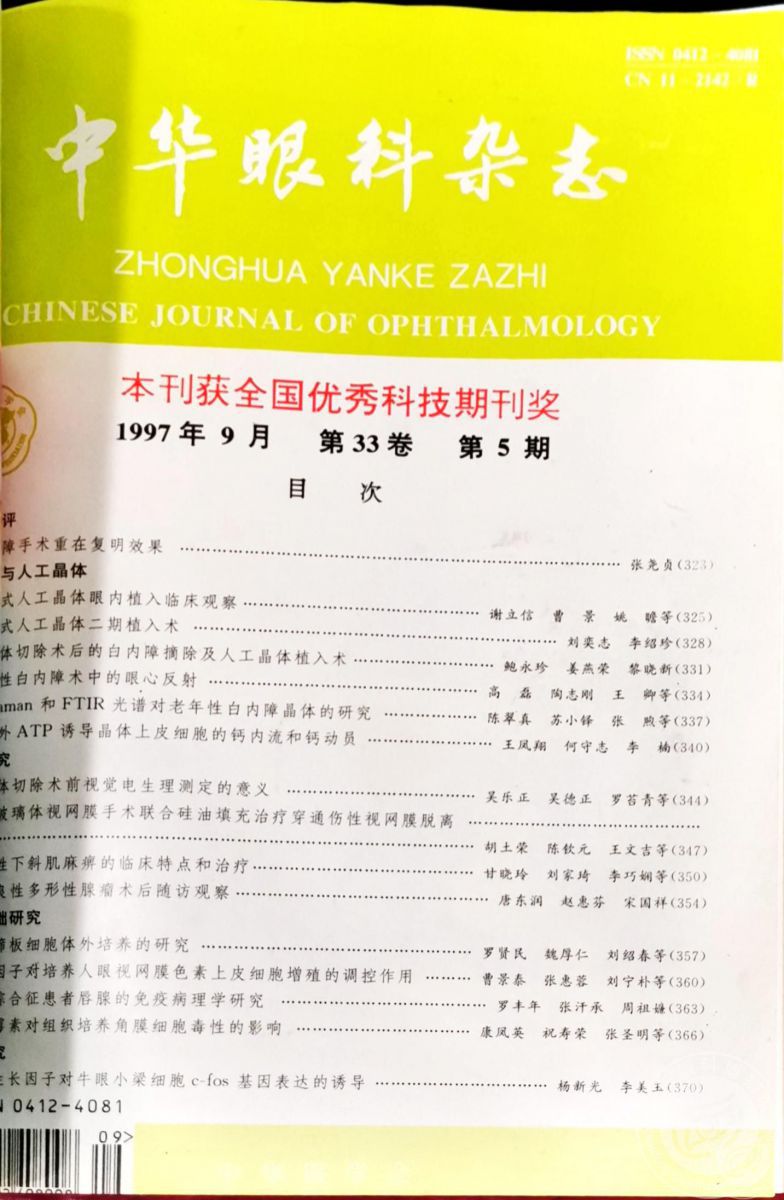 ISSN 0412-4081
CN 11-2142-R
中华眼科杂志
ZHONGHUA YANKE ZAZHI
CHINESE JOURNAL OF OPHTHALMOLOGY
本刊获全国优秀科技期刊奖
1997年 9月 第33卷 第5期
目 次
评
障手术重在复明效果 …… 张尧贞(323)
与人工晶体
式人工晶体眼内植入临床观察 …… 谢立信 曹景 姚瞻等(325)
式人工晶体二期植入术 …… 刘奕志 李绍珍(328)
体切除术后的白内障摘除及人工晶体植入术 …… 鲍永珍 姜燕荣 黎晓新(331)
性白内障术中的眼心反射 …… 高磊 陶志刚 王卿等(334)
aman 和 FTIR 光谱对老年性白内障晶体的研究 …… 陈翠真 苏小铎 张煦等(337)
外 ATP 诱导晶体上皮细胞的钙内流和钙动员 …… 王凤翔 何守志 李楠(340)
究
体切除术前视觉电生理测定的意义 …… 吴乐正 吴德正 罗苔青等(344)
玻璃体视网膜手术联合硅油填充治疗穿通伤性视网膜脱离 ……
…… 胡土荣 陈钦元 王文吉等(347)
性下斜肌麻痹的临床特点和治疗 …… 甘晓玲 刘家琦 李巧娴等(350)
良性多形性腺瘤术后随访观察 …… 唐东润 赵惠芬 宋国祥(354)
础研究
筛板细胞体外培养的研究 …… 罗贤民 魏厚仁 刘绍春等(357)
因子对培养人眼视网膜色素上皮细胞增殖的调控作用 …… 曹景泰 张惠蓉 刘宁朴等(360)
综合征患者唇腺的免疫病理学研究 …… 罗丰年 张汗承 周祖嫌(363)
霉素对组织培养角膜细胞毒性的影响 …… 康凤英 祝寿荣 张圣明等(366)
究
生长因子对牛眼小梁细胞 c-fos 基因表达的诱导 …… 杨新光 李美玉(370)
N 0412-4081
09>
中华医学会